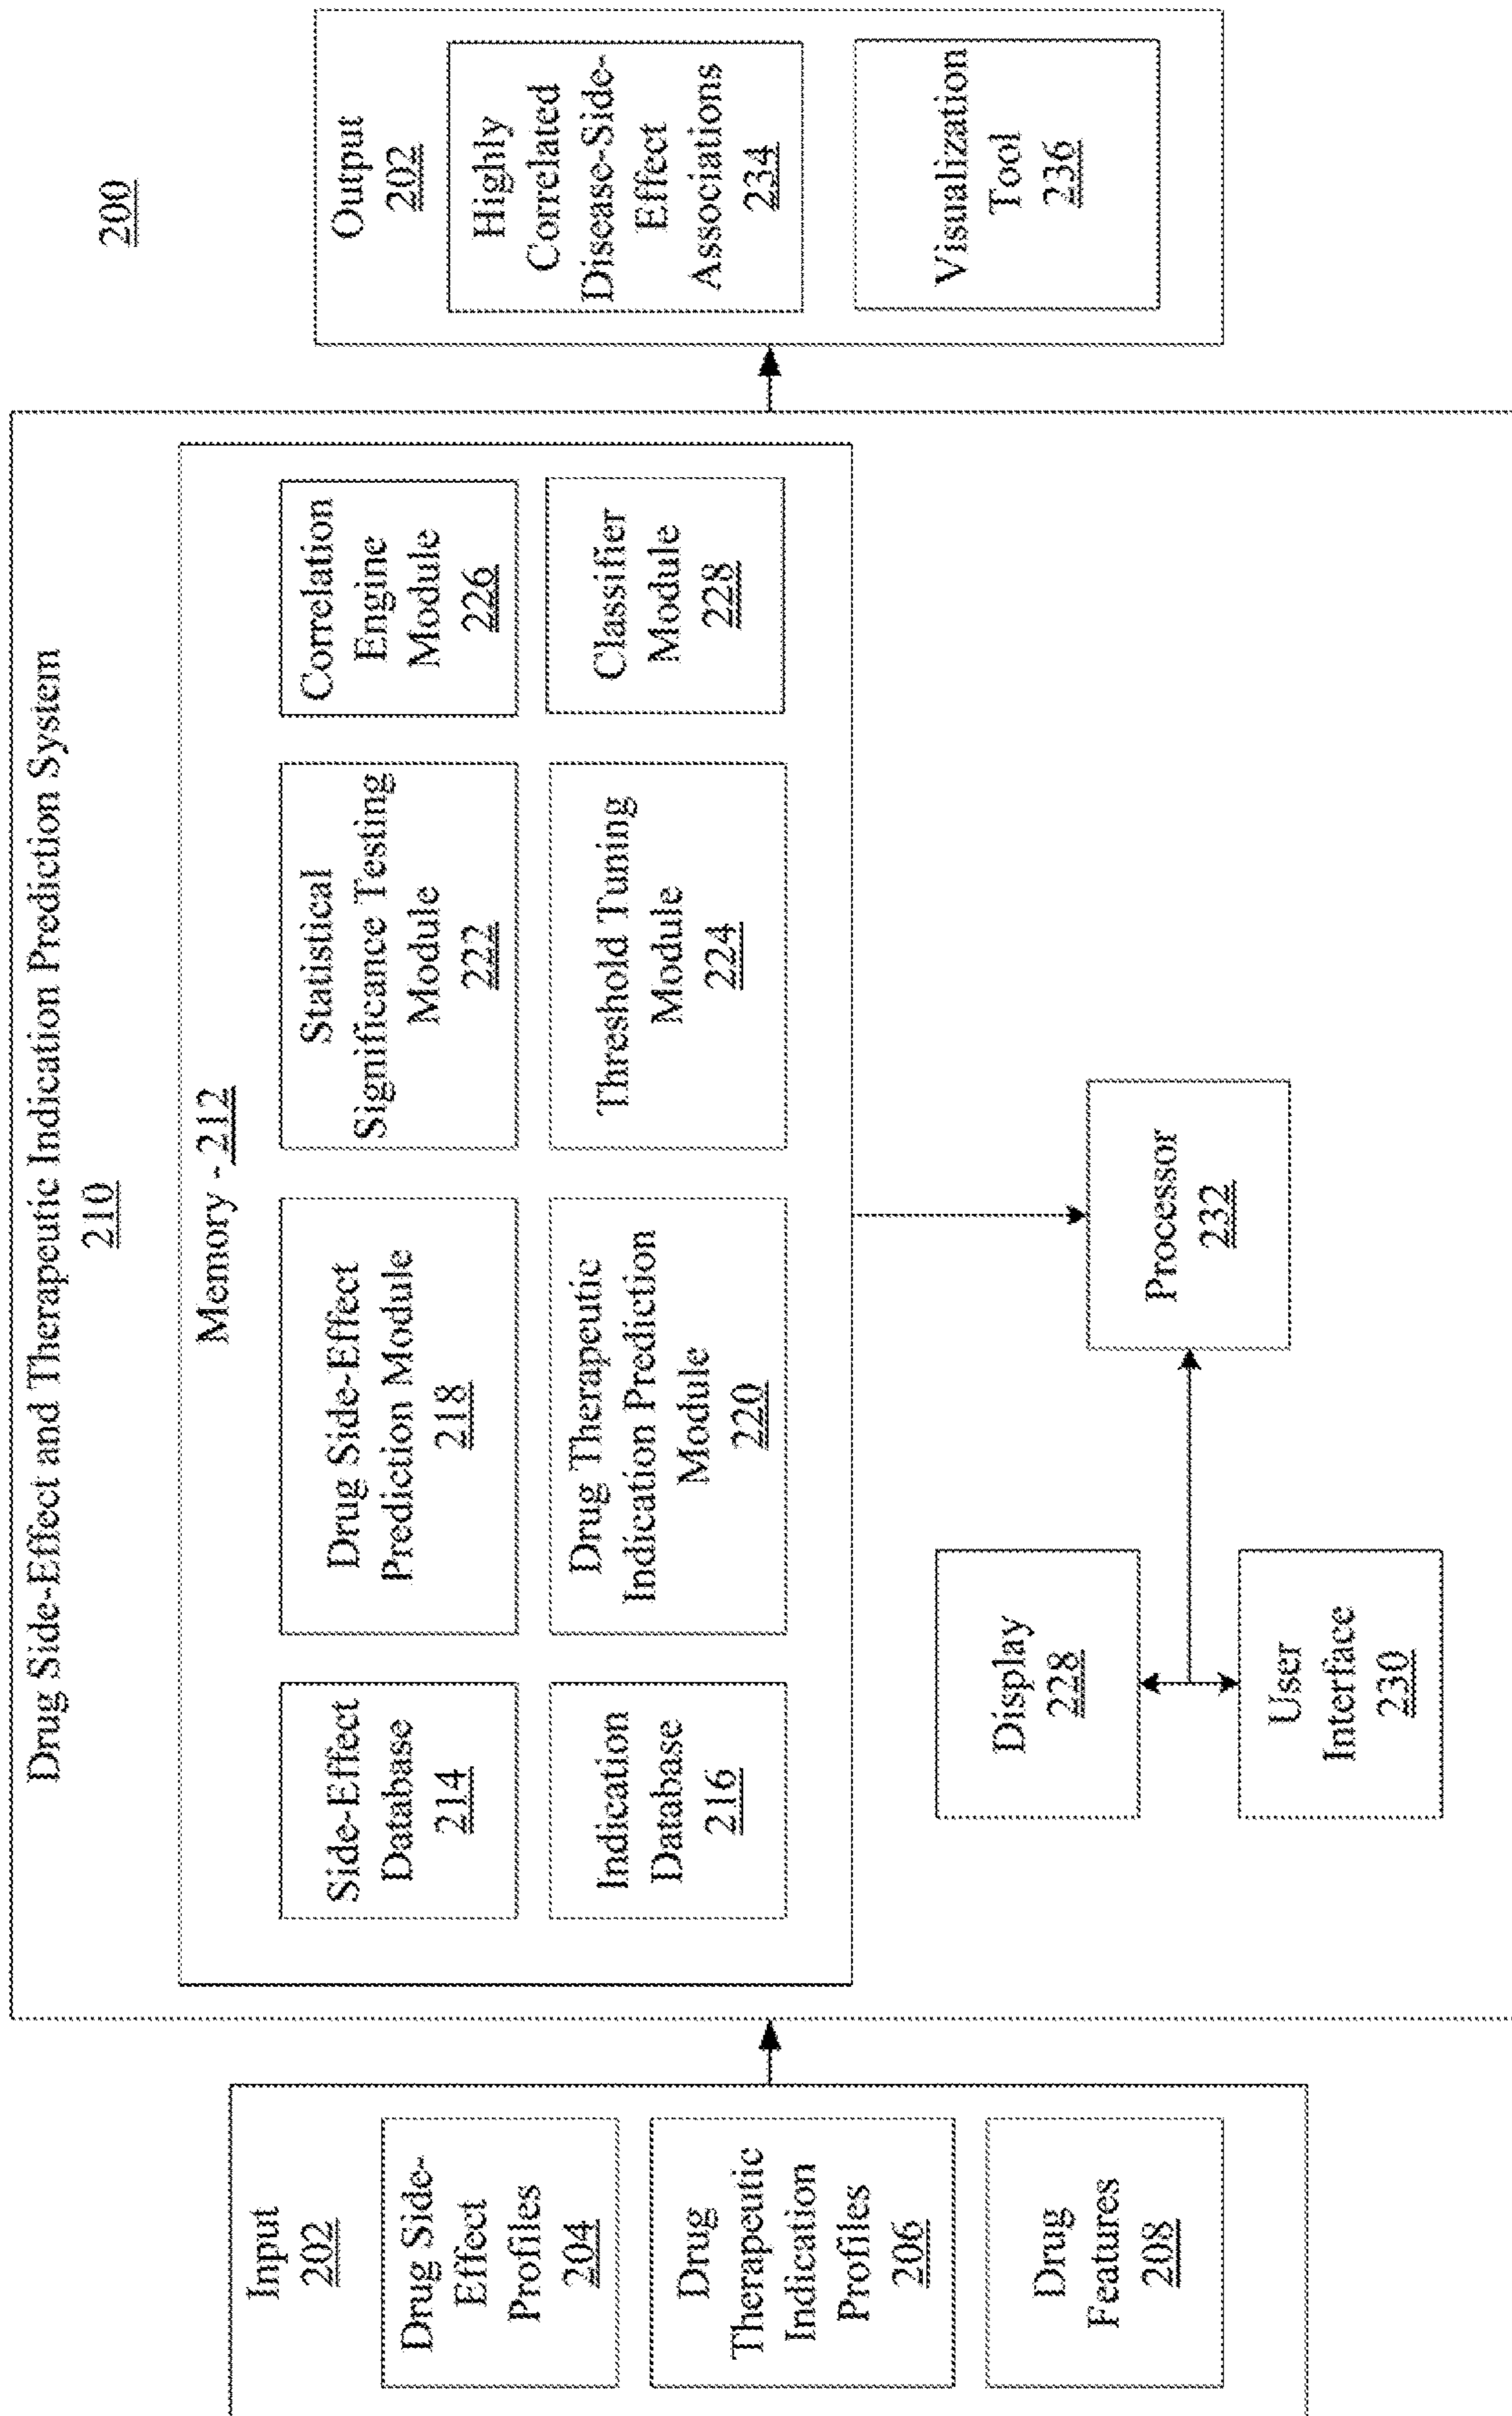 200
Drug Side-Effect and Therapeutic Indication Prediction System
210
Input
202
Drug Side-
Effect
Profiles
204
Drug
Therapeutic
Indication
Profiles
206
Drug
Features
208
Memory - 212
Side-Effect
Database
214
Indication
Database
216
Drug Side-Effect
Prediction Module
218
Drug Therapeutic
Indication Prediction
Module
220
Statistical
Significance Testing
Module
222
Threshold Tuning
Module
224
Correlation
Engine
Module
226
Classifier
Module
228
Display
228
User
Interface
230
Processor
232
Output
202
Highly
Correlated
Disease-Side-
Effect
Associations
234
Visualization
Tool
236